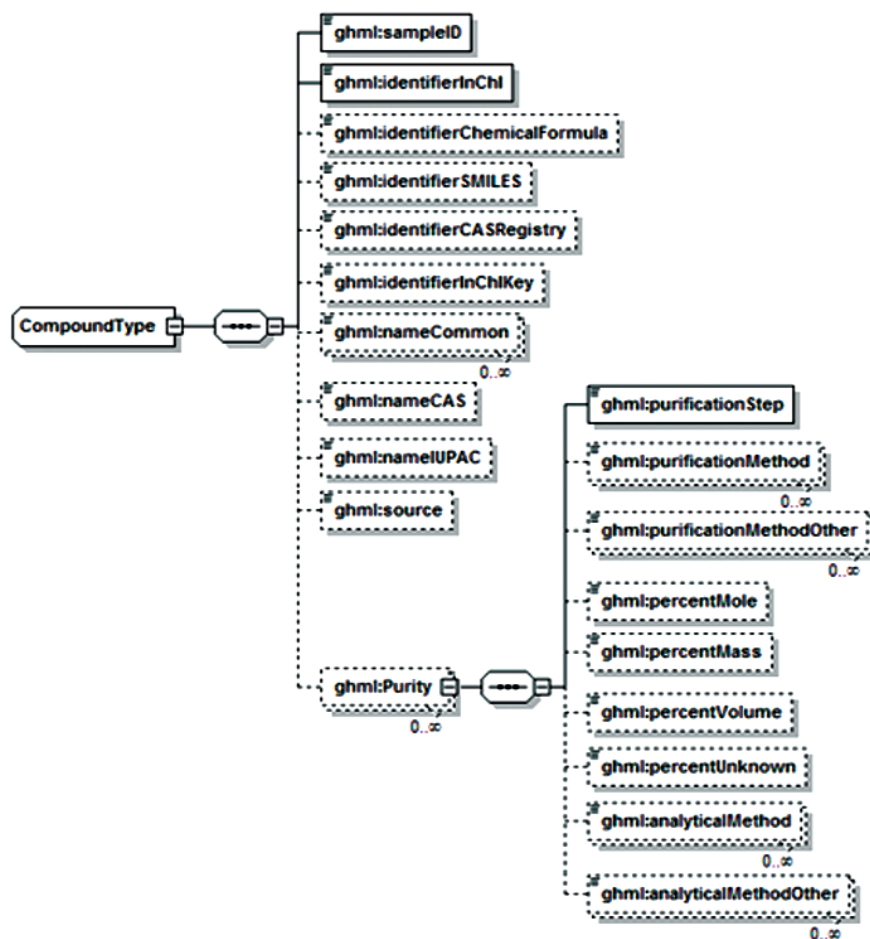 ghml:sampleID
ghml:identifierInChI
ghml:identifierChemicalFormula
ghml:identifierSMILES
ghml:identifierCASRegistry
ghml:identifierInChIKey
CompoundType
ghml:nameCommon
0..∞
ghml:nameCAS
ghml:nameIUPAC
ghml:source
ghml:Purity
0..∞
ghml:purificationStep
ghml:purificationMethod
0..∞
ghml:purificationMethodOther
0..∞
ghml:percentMole
ghml:percentMass
ghml:percentVolume
ghml:percentUnknown
ghml:analyticalMethod
0..∞
ghml:analyticalMethodOther
0..∞